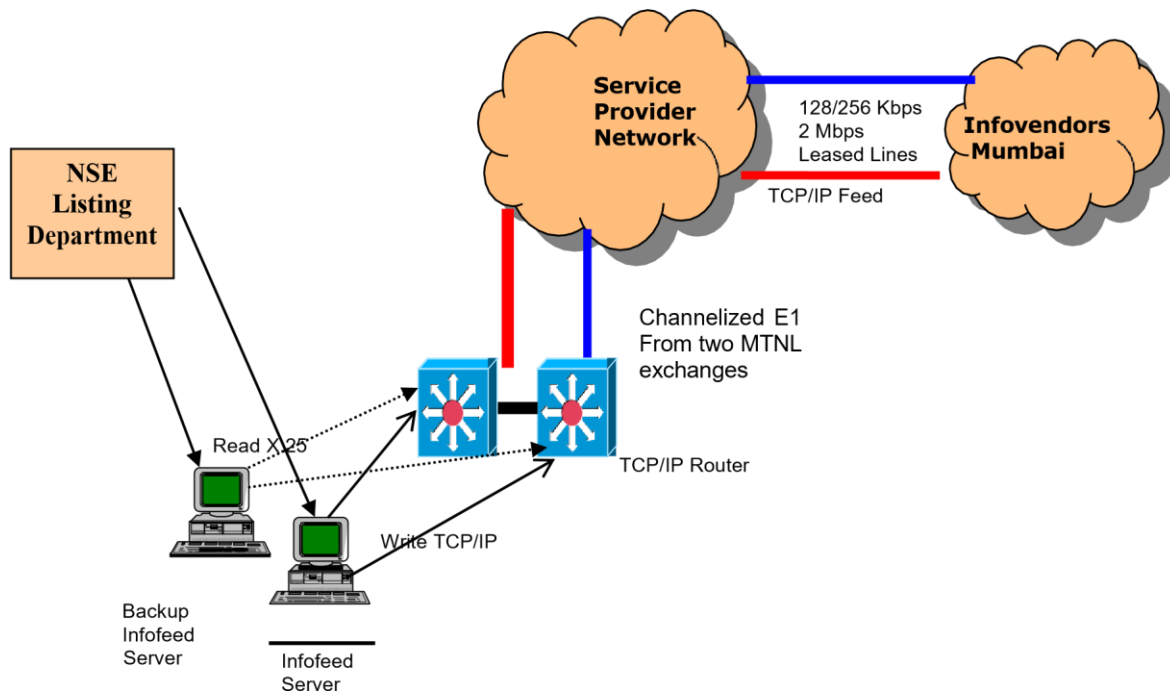 Service
Provider
Network
128/256 Kbps
2 Mbps
Leased Lines
TCP/IP Feed
Infovendors
Mumbai
NSE
Listing
Department
Channelized E1
From two MTNL
exchanges
TCP/IP Router
Read X.25
Write TCP/IP
Backup
Infofeed
Server
Infofeed
Server